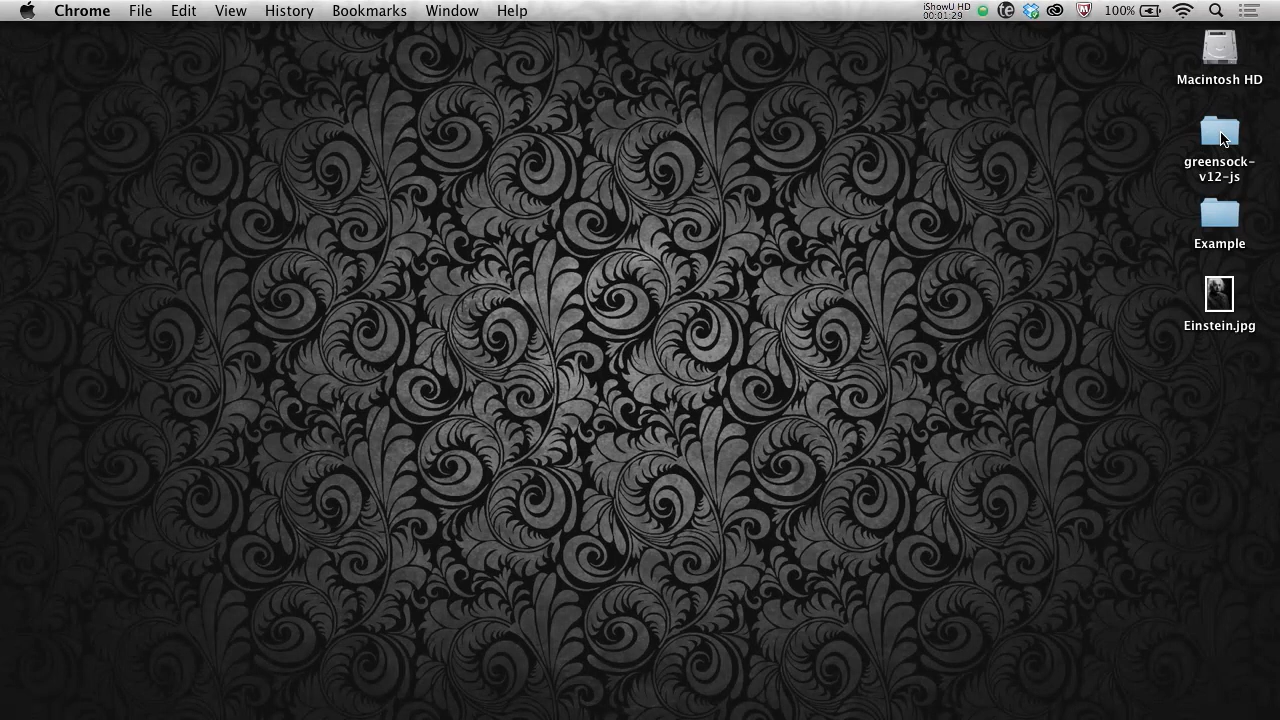 Chrome File Edit View History Bookmarks Window Help
iShowU HD
00:01:29
100%
Macintosh HD
greensock-
v12-js
Example
Einstein.jpg